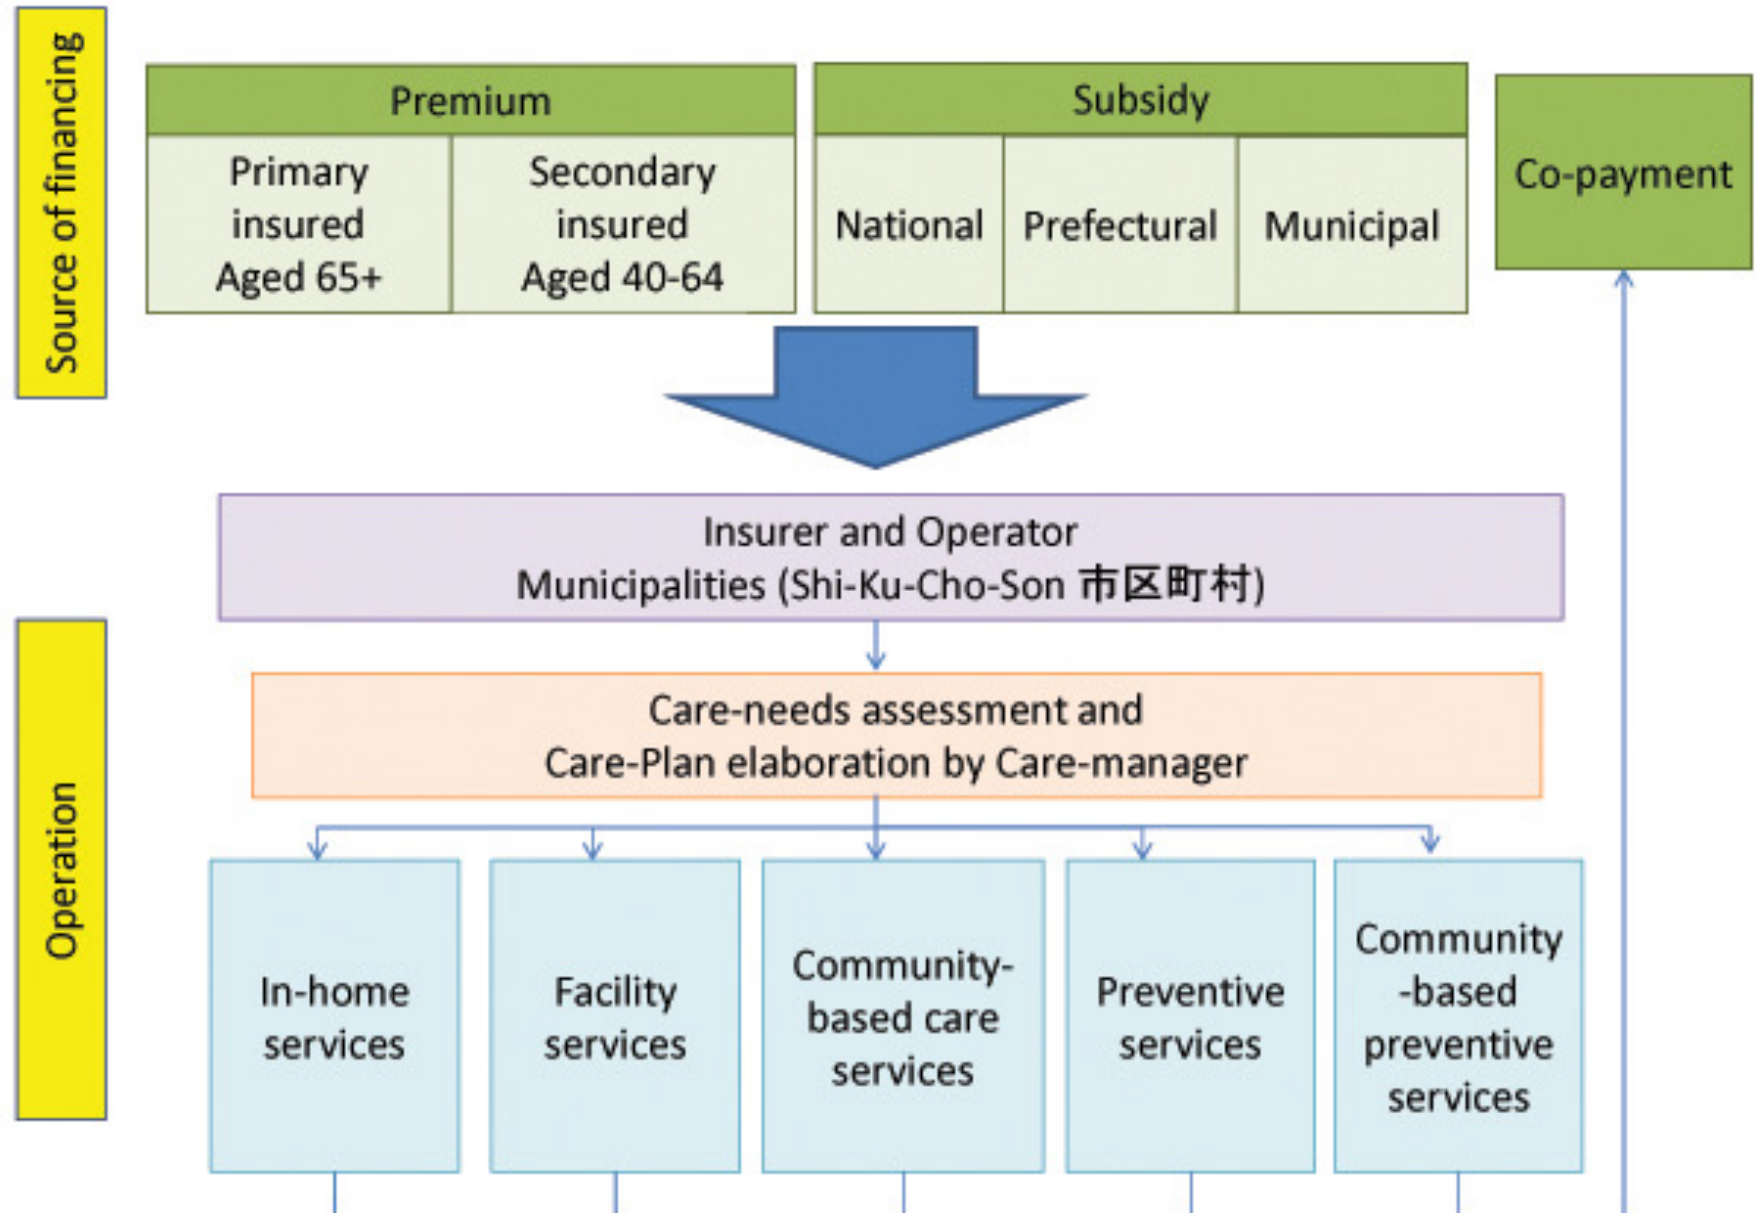 Source of financing
Premium
Primary
insured
Aged 65+
Secondary
insured
Aged 40-64
Subsidy
National
Prefectural
Municipal
Co-payment
Insurer and Operator
Municipalities (Shi-Ku-Cho-Son 市区町村)
Operation
Care-needs assessment and
Care-Plan elaboration by Care-manager
In-home
services
Facility
services
Community-
based care
services
Preventive
services
Community
-based
preventive
services